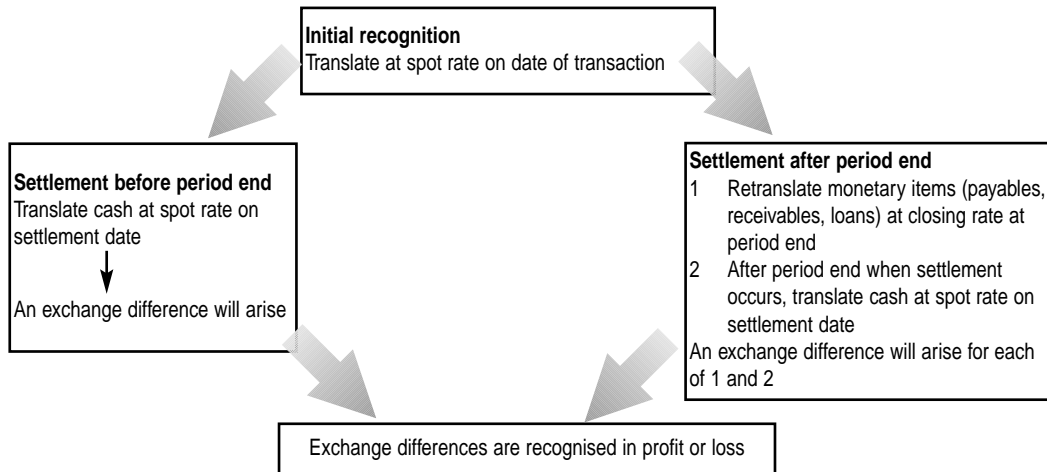 Initial recognition
Translate at spot rate on date of transaction
Settlement before period end
Translate cash at spot rate on
settlement date
An exchange difference will arise
Settlement after period end
1 Retranslate monetary items (payables,
receivables, loans) at closing rate at
period end
2 After period end when settlement
occurs, translate cash at spot rate on
settlement date
An exchange difference will arise for each
of 1 and 2
Exchange differences are recognised in profit or loss